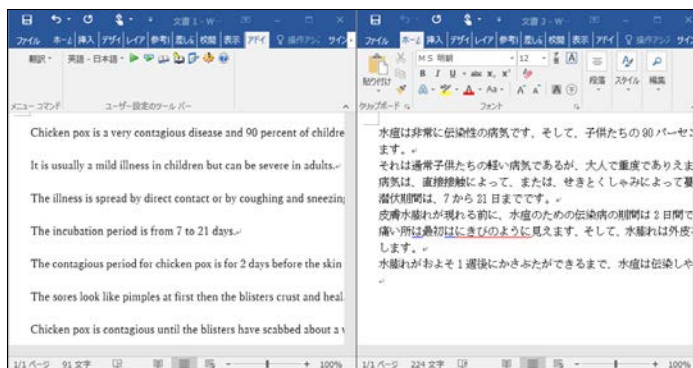 文書 1 - W
ファイル ホーム 挿入 デザイ レイア 参考 差し込 校閲 表示 アドイ 操作アシ サイン
翻訳 英語 - 日本語
メニュー コマンド ユーザー設定のツール バー
Chicken pox is a very contagious disease and 90 percent of childre
It is usually a mild illness in children but can be severe in adults.
The illness is spread by direct contact or by coughing and sneezing
The incubation period is from 7 to 21 days.
The contagious period for chicken pox is for 2 days before the skin
The sores look like pimples at first then the blisters crust and heal
Chicken pox is contagious until the blisters have scabbed about a w
1/1 ページ 91 文字 100%
文書 3 - W
ファイル ホーム 挿入 デザイ レイア 参考 差し込 校閲 表示 アドイ 操作アシ サイン
MS 明朝 12
貼り付け B I U abc x₂ x² 段落 スタイル 編集
クリップボード フォント
水痘は非常に伝染性の病気です、そして、子供たちの 90 パーセン
ます。
それは通常子供たちの軽い病気であるが、大人で重度でありえま
病気は、直接接触によって、または、せきとくしゃみによって蔓
潜伏期間は、7 から 21 日までです。
皮膚水膨れが現れる前に、水痘のための伝染病の期間は 2 日間で
痛い所は最初はにきびのように見えます、そして、水膨れは外皮
します。
水膨れがおよそ 1 週後にかさぶたができるまで、水痘は伝染しや
1/1 ページ 224 文字 100%